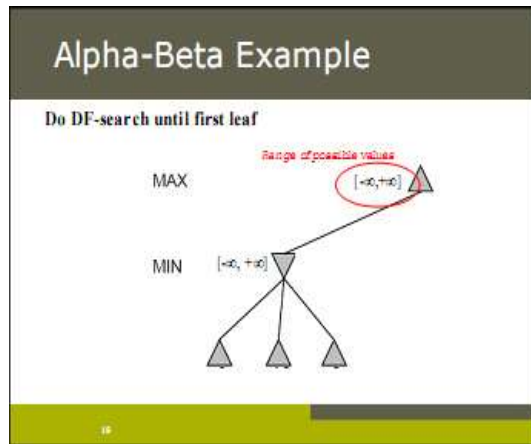 Alpha-Beta Example
Do DF-search until first leaf
Range of possible values
MAX [-∞,+∞]
MIN [-∞, +∞]